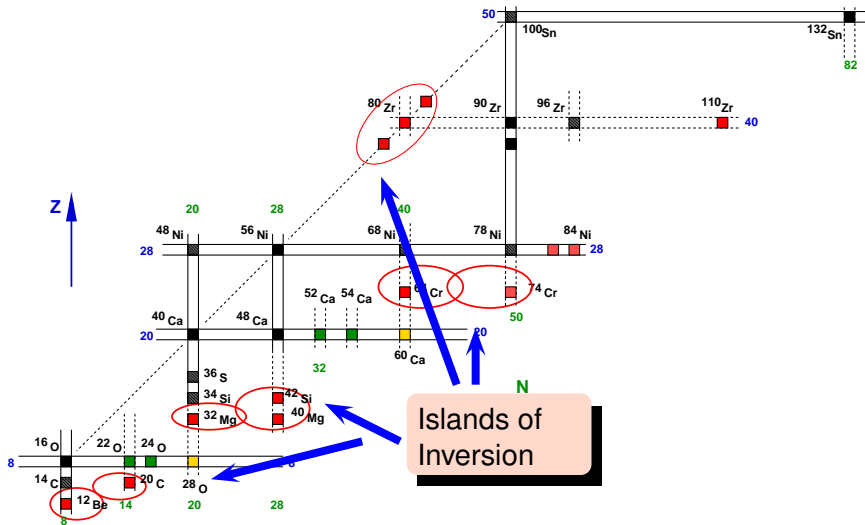 50
100Sn
132Sn
82
80Zr
90Zr
96Zr
110Zr
40
Z
20
28
40
48Ni
56Ni
68Ni
78Ni
84Ni
28
28
52Ca
54Ca
Cr
74Cr
40Ca
48Ca
50
20
20
60Ca
32
36S
34Si
42Si
N
32Mg
40Mg
Islands of
Inversion
16O
22O
24O
8
8
14C
20C
28O
12Be
14
20
28
8